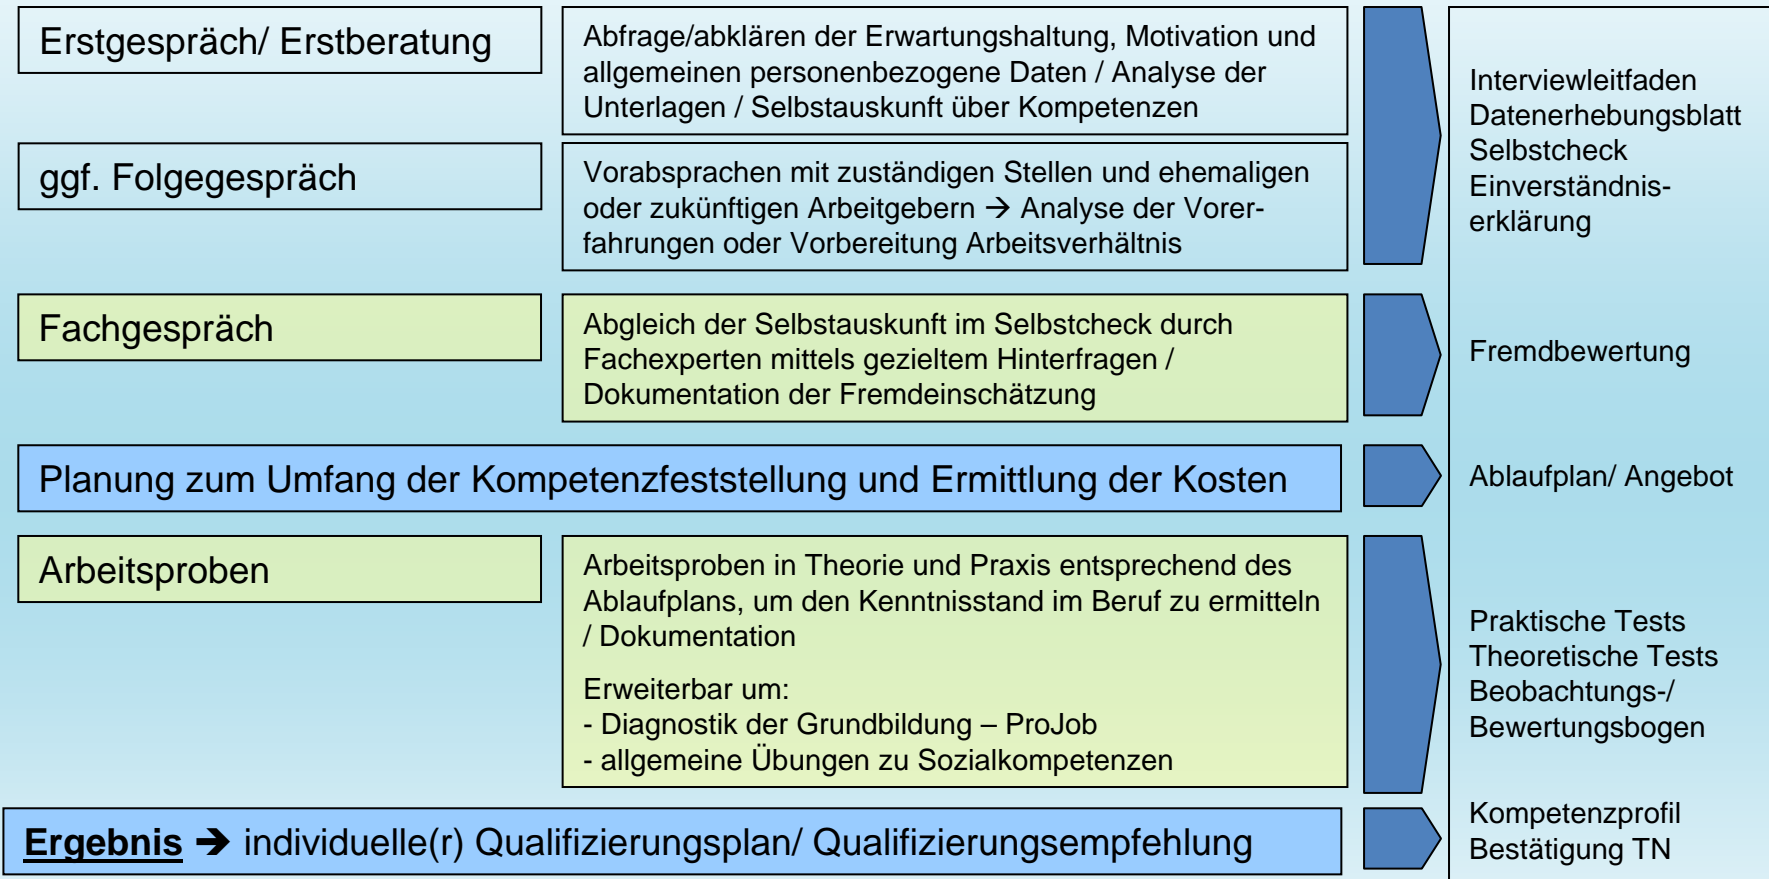 Erstgespräch/ Erstberatung
Abfrage/abklären der Erwartungshaltung, Motivation und
allgemeinen personenbezogene Daten / Analyse der
Unterlagen / Selbstauskunft über Kompetenzen
ggf. Folgegespräch
Vorabsprachen mit zuständigen Stellen und ehemaligen
oder zukünftigen Arbeitgebern → Analyse der Vorer-
fahrungen oder Vorbereitung Arbeitsverhältnis
Interviewleitfaden
Datenerhebungsblatt
Selbstcheck
Einverständnis-
erklärung
Fachgespräch
Abgleich der Selbstauskunft im Selbstcheck durch
Fachexperten mittels gezieltem Hinterfragen /
Dokumentation der Fremdeinschätzung
Fremdbewertung
Planung zum Umfang der Kompetenzfeststellung und Ermittlung der Kosten
Ablaufplan/ Angebot
Arbeitsproben
Arbeitsproben in Theorie und Praxis entsprechend des
Ablaufplans, um den Kenntnisstand im Beruf zu ermitteln
/ Dokumentation
Erweiterbar um:
- Diagnostik der Grundbildung – ProJob
- allgemeine Übungen zu Sozialkompetenzen
Praktische Tests
Theoretische Tests
Beobachtungs-/
Bewertungsbogen
Ergebnis → individuelle(r) Qualifizierungsplan/ Qualifizierungsempfehlung
Kompetenzprofil
Bestätigung TN